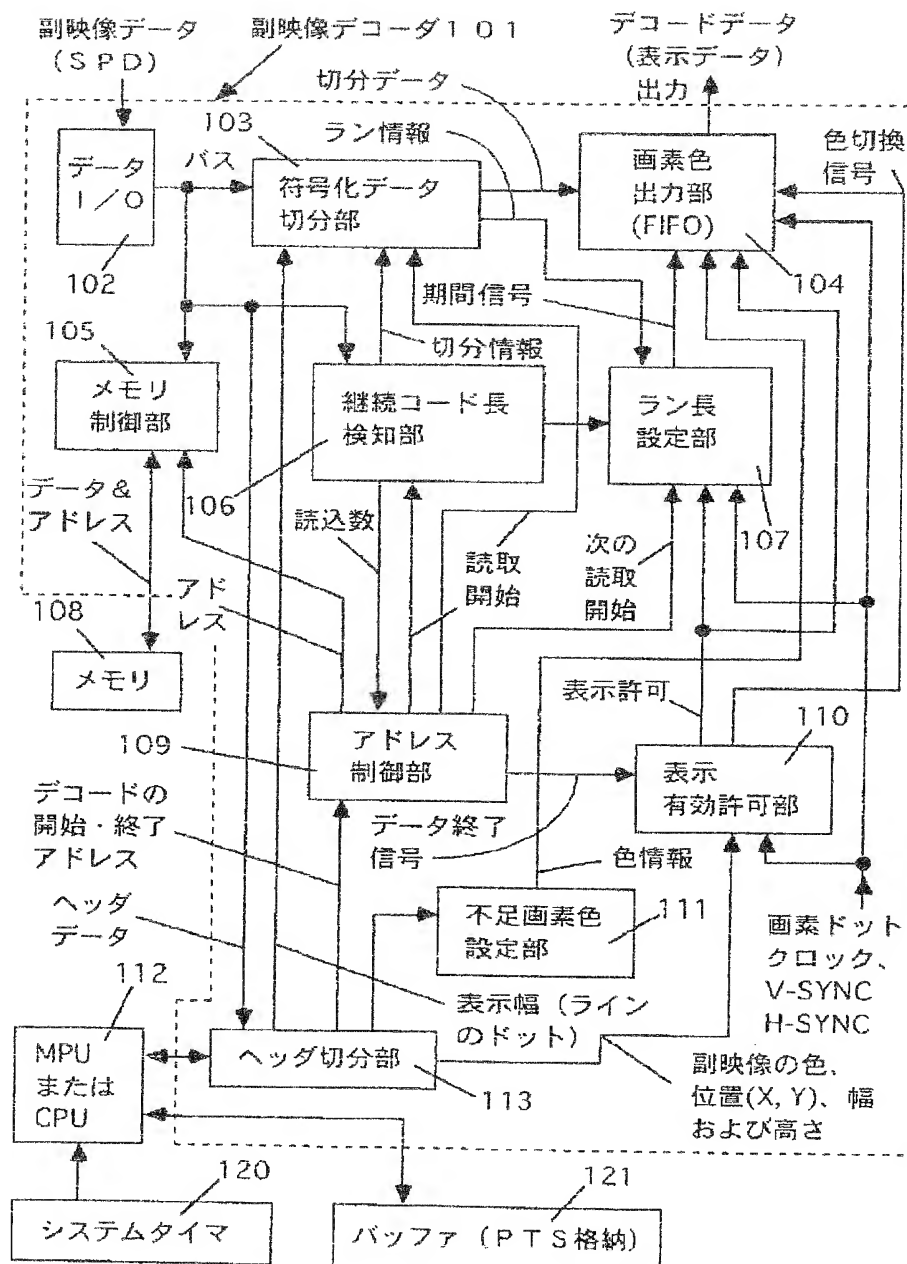 副映像データ
(ＳＰＤ)
副映像デコーダ１０１
デコードデータ
(表示データ)
出力
切分データ
103
ラン情報
色切換
信号
データ
Ｉ／Ｏ
バス
符号化データ
切分部
画素色
出力部
(FIFO)
102
104
期間信号
105
切分情報
メモリ
制御部
継続コード長
検知部
ラン長
設定部
データ&
アドレス
106
読込数
読取
開始
次の
読取
開始
107
アド
レス
108
メモリ
表示許可
110
109
アドレス
制御部
表示
有効許可部
デコードの
開始・終了
アドレス
データ終了
信号
色情報
ヘッダ
データ
不足画素色
設定部
111
画素ドット
クロック、
V-SYNC
H-SYNC
112
表示幅（ライン
のドット）
MPU
または
CPU
ヘッダ切分部
113
副映像の色、
位置(X, Y)、幅
および高さ
120
システムタイマ
121
バッファ（ＰＴＳ格納）